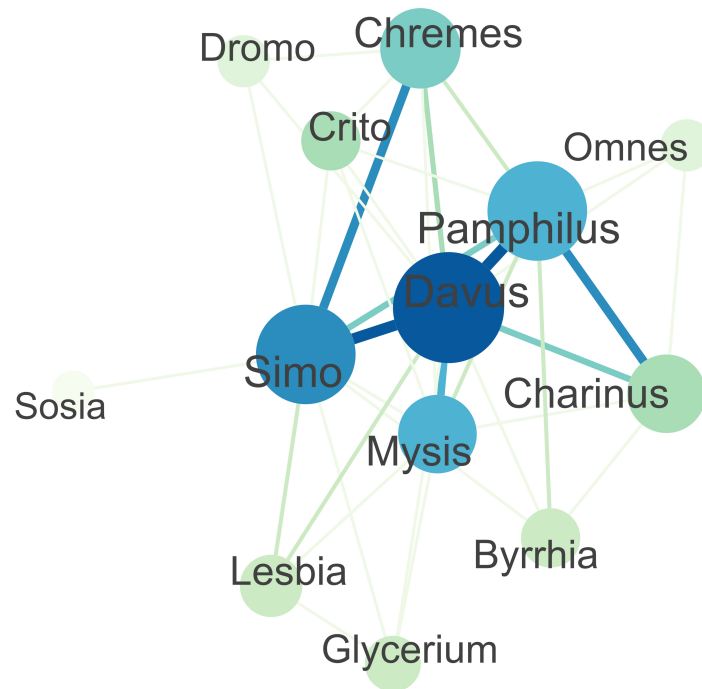 Chremes
Dromo
Crito
Omnes
Pamphilus
Davus
Simo
Charinus
Sosia
Mysis
Byrrhia
Lesbia
Glycerium